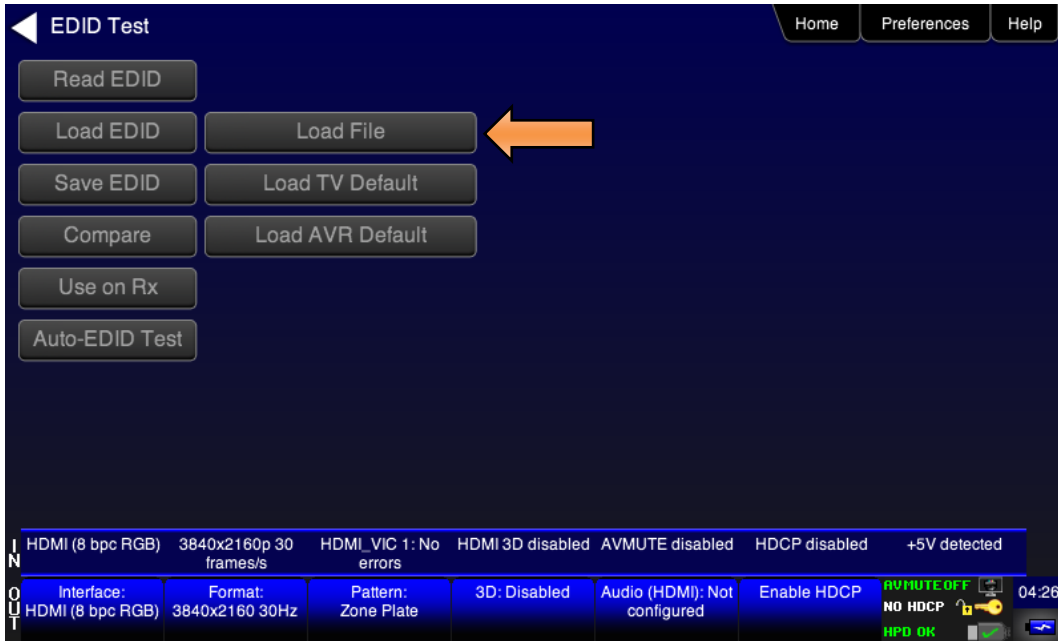 EDID Test
Home
Preferences
Help
Read EDID
Load EDID
Load File
Save EDID
Load TV Default
Compare
Load AVR Default
Use on Rx
Auto-EDID Test
IN
HDMI (8 bpc RGB)
3840x2160p 30
frames/s
HDMI_VIC 1: No
errors
HDMI 3D disabled
AVMUTE disabled
HDCP disabled
+5V detected
OUT
Interface:
HDMI (8 bpc RGB)
Format:
3840x2160 30Hz
Pattern:
Zone Plate
3D: Disabled
Audio (HDMI): Not
configured
Enable HDCP
AVMUTEOFF
NO HDCP
HPD OK
04:26